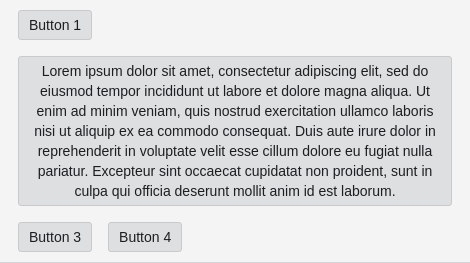 Button 1
Lorem ipsum dolor sit amet, consectetur adipiscing elit, sed do
eiusmod tempor incididunt ut labore et dolore magna aliqua. Ut
enim ad minim veniam, quis nostrud exercitation ullamco laboris
nisi ut aliquip ex ea commodo consequat. Duis aute irure dolor in
reprehenderit in voluptate velit esse cillum dolore eu fugiat nulla
pariatur. Excepteur sint occaecat cupidatat non proident, sunt in
culpa qui officia deserunt mollit anim id est laborum.
Button 3 Button 4